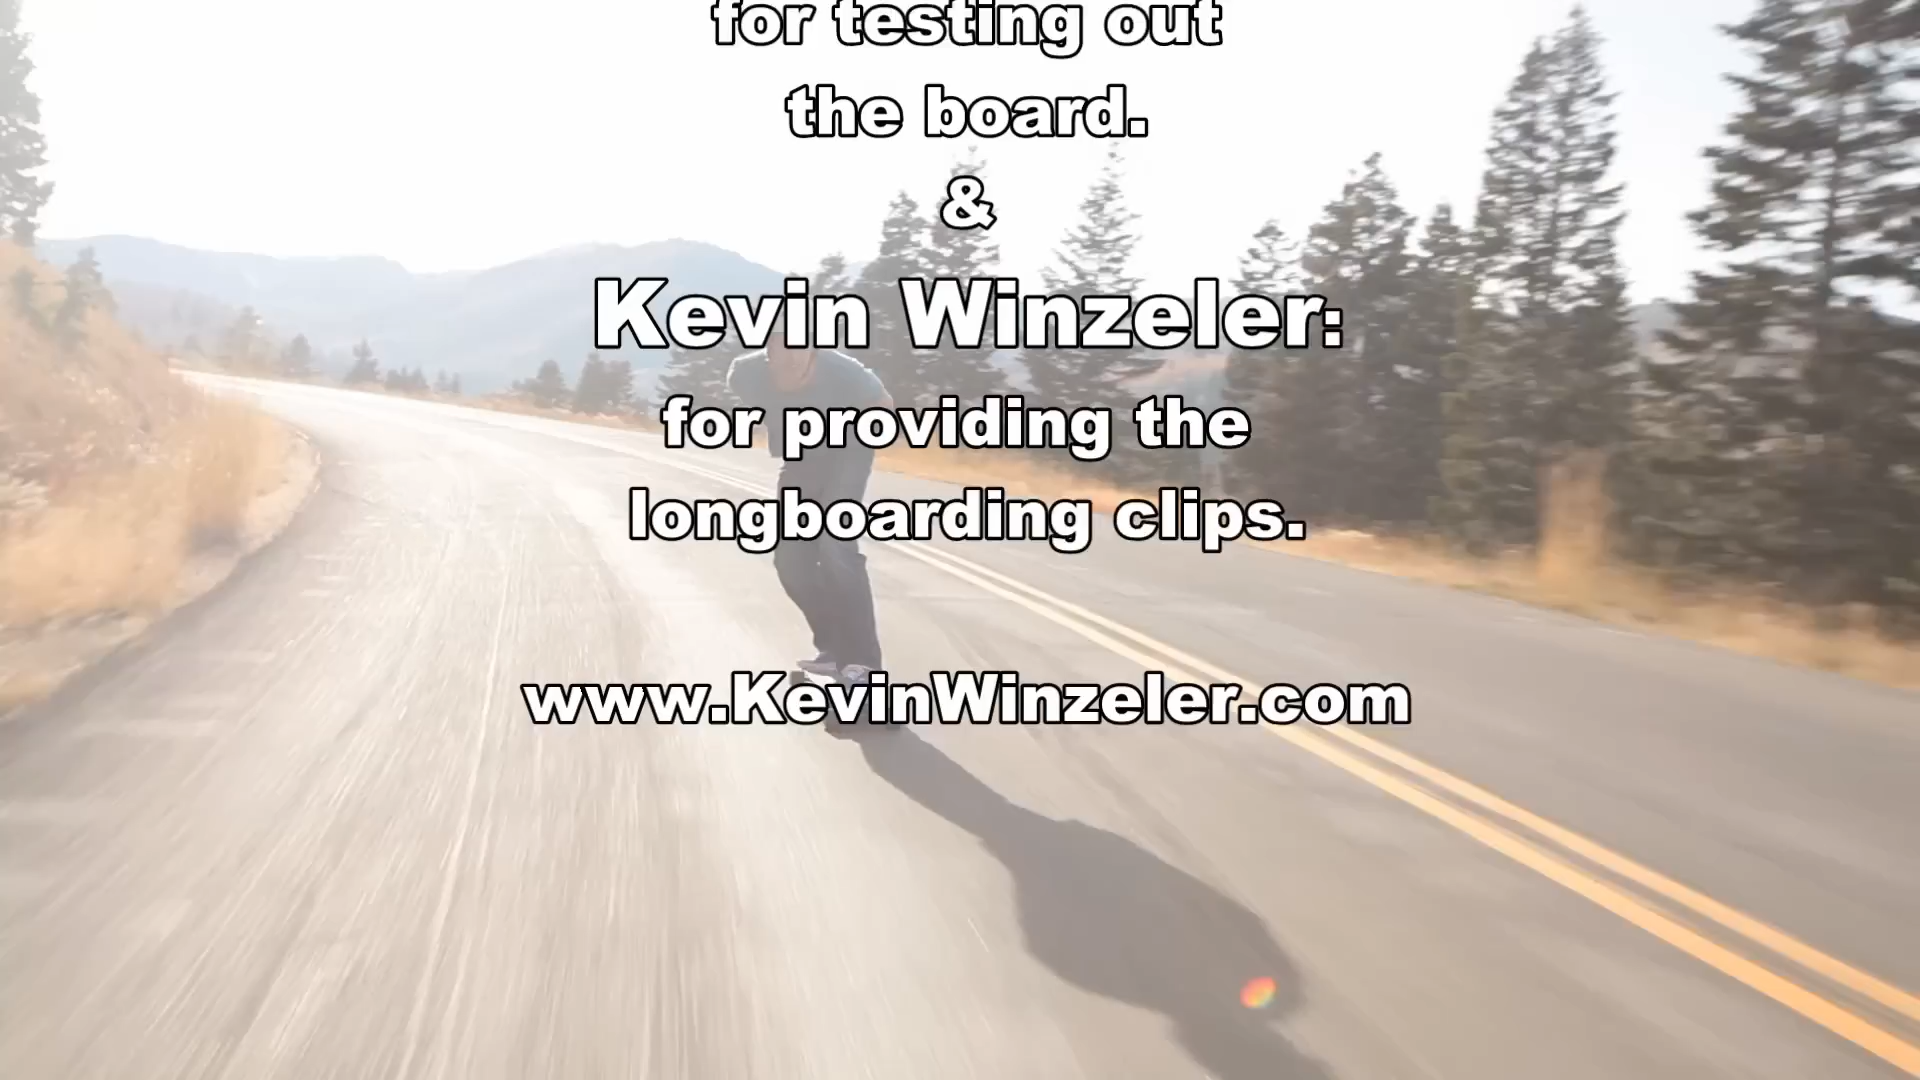 for testing out
the board.
&
Kevin Winzeler:
for providing the
longboarding clips.
www.KevinWinzeler.com